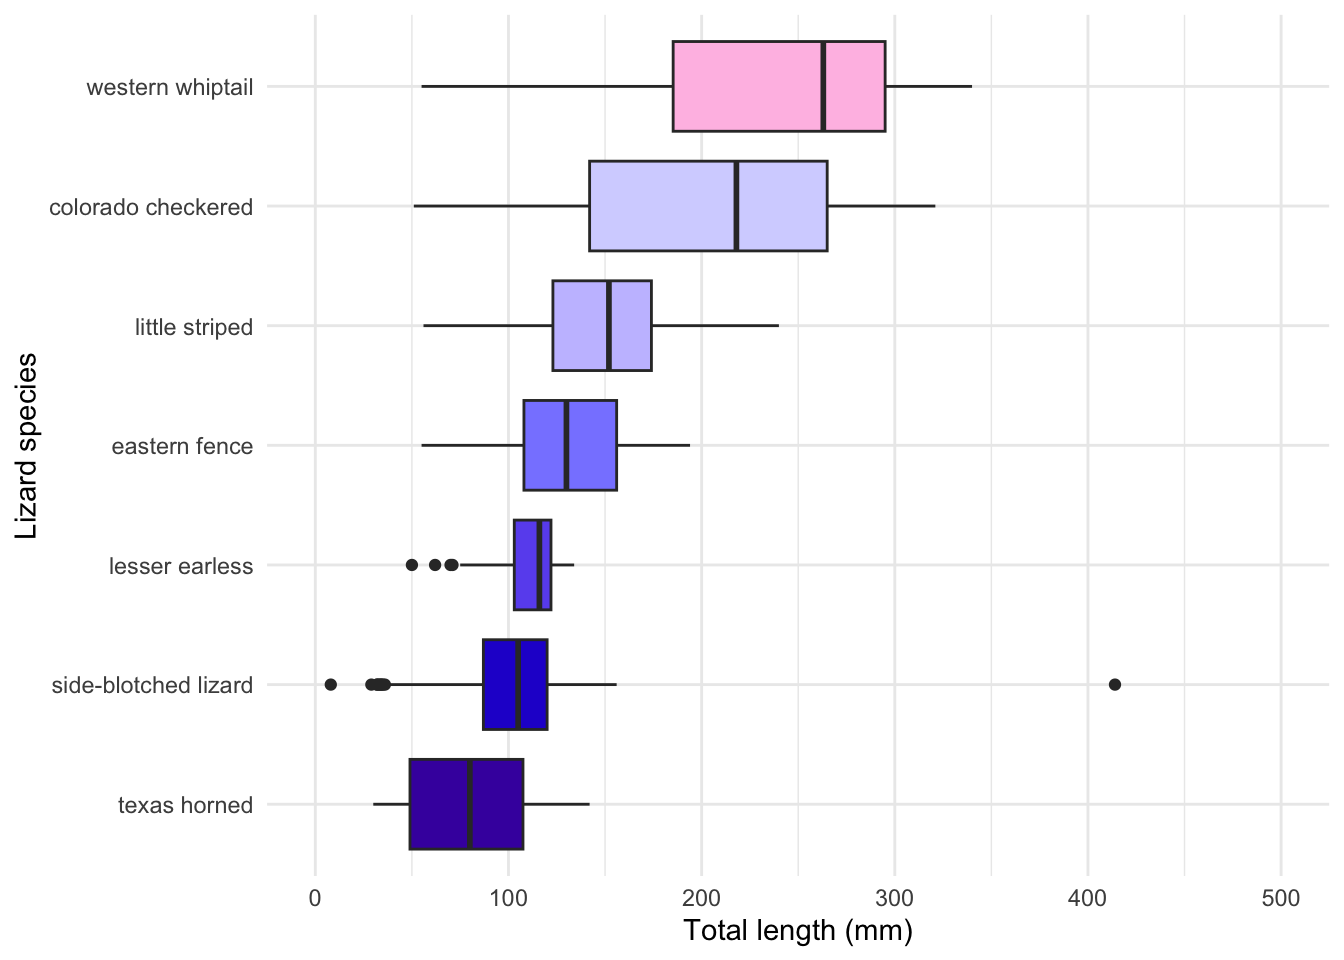 western whiptail
colorado checkered
little striped
eastern fence
lesser earless
side-blotched lizard
texas horned
Lizard species
0 100 200 300 400 500
Total length (mm)